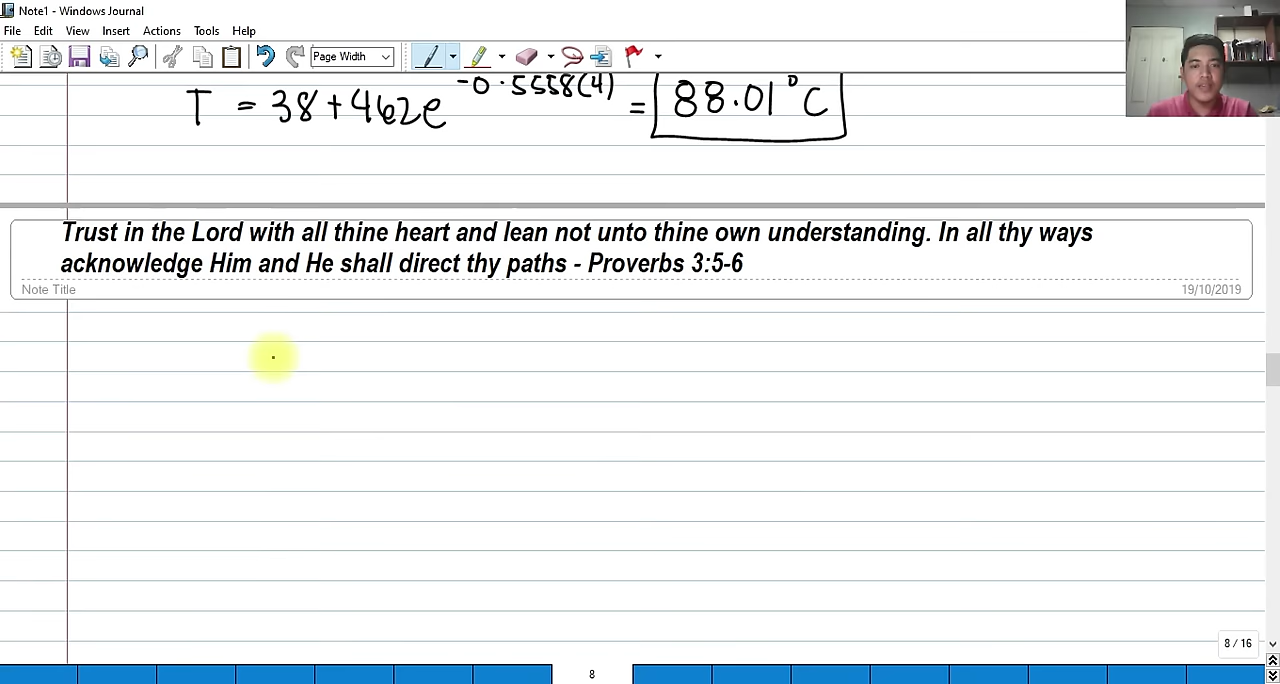 Note1 - Windows Journal
File Edit View Insert Actions Tools Help
Page Width
-0.5558(4)
T = 38+462e = 88.01°C
Trust in the Lord with all thine heart and lean not unto thine own understanding. In all thy ways
acknowledge Him and He shall direct thy paths - Proverbs 3:5-6
Note Title 19/10/2019
8 / 16
8